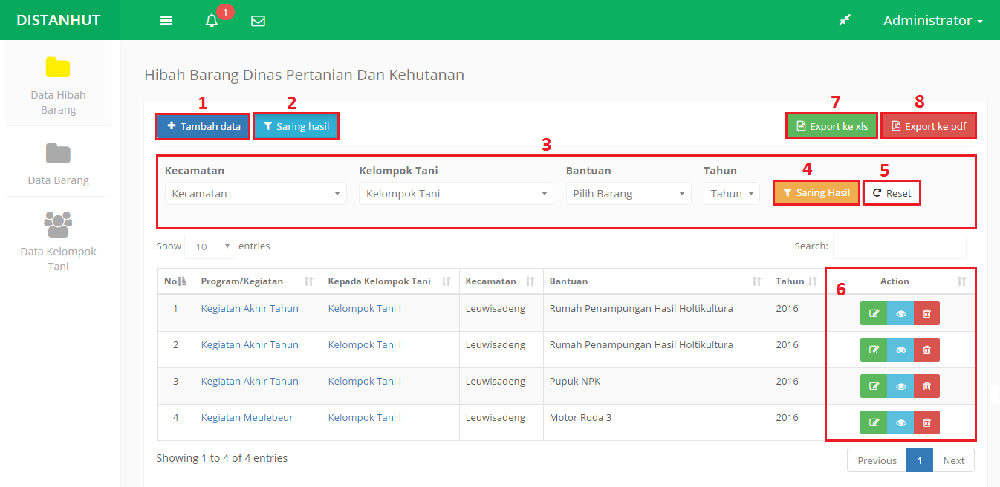 DISTANHUT 1 Administrator
Data Hibah
Barang
Data Barang
Data Kelompok
Tani
Hibah Barang Dinas Pertanian Dan Kehutanan
1 2 7 8
Tambah data Saring hasil Export ke xls Export ke pdf
3
Kecamatan Kelompok Tani Bantuan Tahun 4 5
Kecamatan Kelompok Tani Pilih Barang Tahun Saring Hasil Reset
Show 10 entries Search:
No Program/Kegiatan Kepada Kelompok Tani Kecamatan Bantuan Tahun Action
6
1 Kegiatan Akhir Tahun Kelompok Tani I Leuwisadeng Rumah Penampungan Hasil Holtikultura 2016
2 Kegiatan Akhir Tahun Kelompok Tani I Leuwisadeng Rumah Penampungan Hasil Holtikultura 2016
3 Kegiatan Akhir Tahun Kelompok Tani I Leuwisadeng Pupuk NPK 2016
4 Kegiatan Meulebeur Kelompok Tani I Leuwisadeng Motor Roda 3 2016
Showing 1 to 4 of 4 entries Previous 1 Next